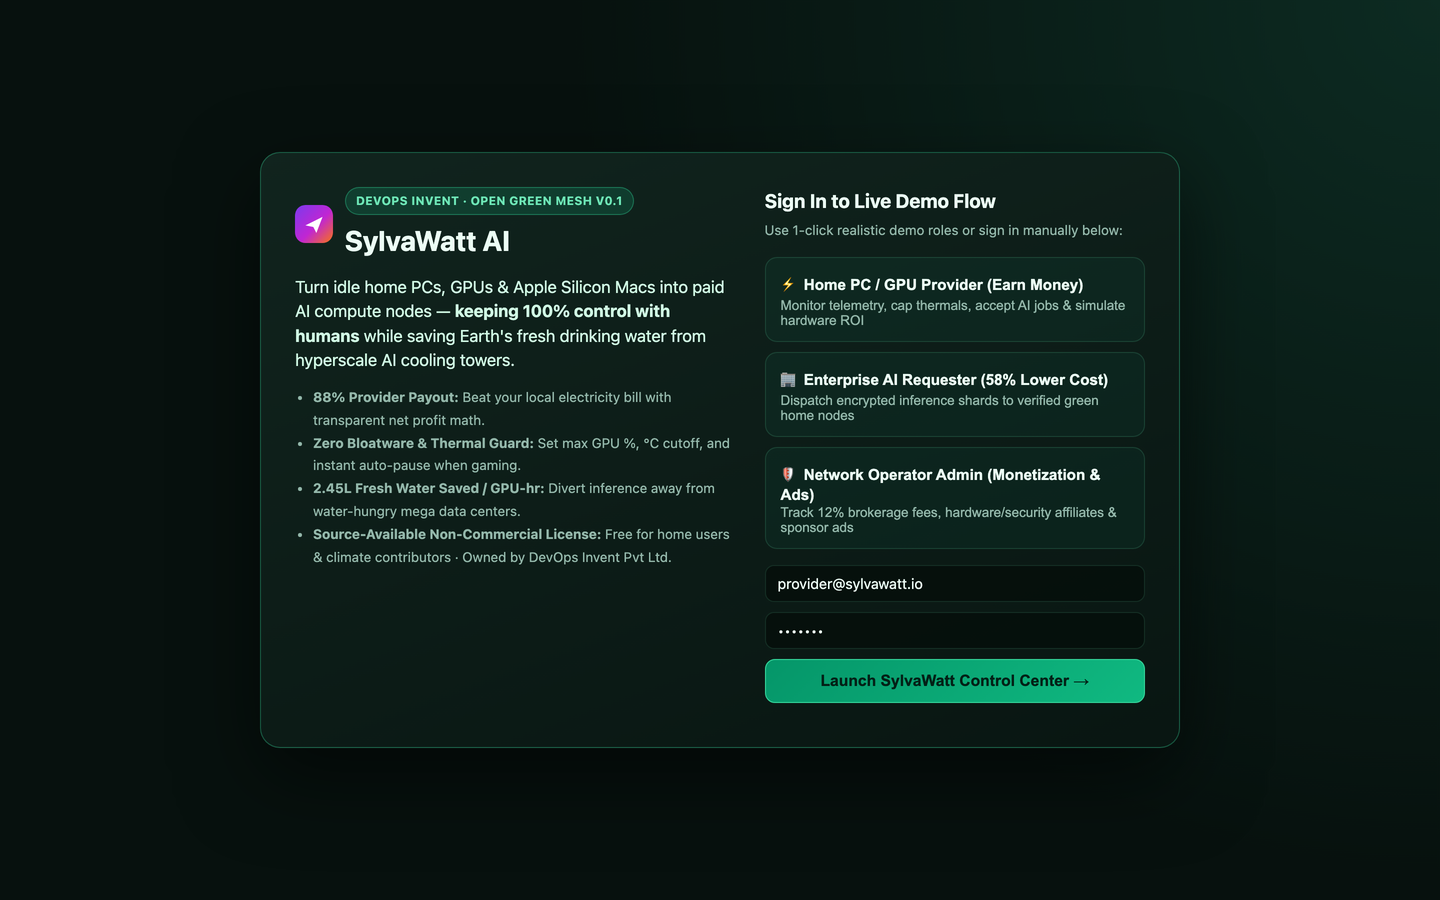 DEVOPS INVENT · OPEN GREEN MESH V0.1
SylvaWatt AI
Turn idle home PCs, GPUs & Apple Silicon Macs into paid
AI compute nodes — keeping 100% control with
humans while saving Earth's fresh drinking water from
hyperscale AI cooling towers.
• 88% Provider Payout: Beat your local electricity bill with
transparent net profit math.
• Zero Bloatware & Thermal Guard: Set max GPU %, °C cutoff, and
instant auto-pause when gaming.
• 2.45L Fresh Water Saved / GPU-hr: Divert inference away from
water-hungry mega data centers.
• Source-Available Non-Commercial License: Free for home users
& climate contributors · Owned by DevOps Invent Pvt Ltd.
Sign In to Live Demo Flow
Use 1-click realistic demo roles or sign in manually below:
⚡ Home PC / GPU Provider (Earn Money)
Monitor telemetry, cap thermals, accept AI jobs & simulate
hardware ROI
🏢 Enterprise AI Requester (58% Lower Cost)
Dispatch encrypted inference shards to verified green
home nodes
🛡️ Network Operator Admin (Monetization &
Ads)
Track 12% brokerage fees, hardware/security affiliates &
sponsor ads
provider@sylvawatt.io
•••••••
Launch SylvaWatt Control Center →